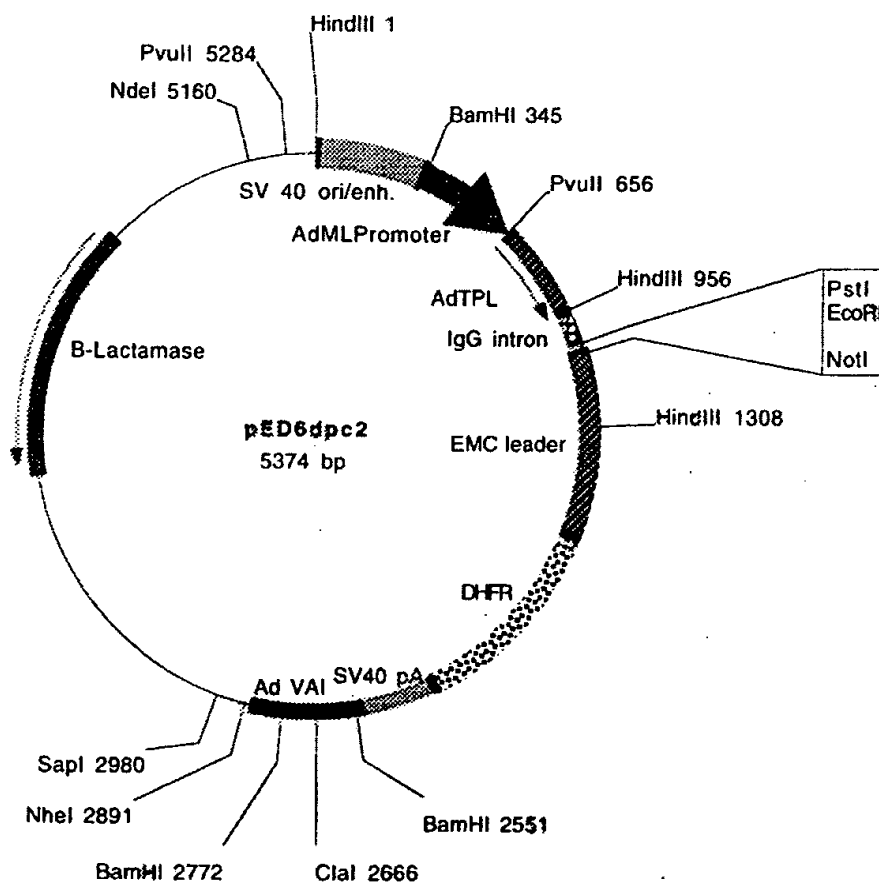 HindIII 1
PvuII 5284
NdeI 5160
BamHI 345
SV 40 ori/enh.
PvuII 656
AdMLPromoter
HindIII 956
AdTPL
PstI
EcoRI
IgG intron
NotI
B-Lactamase
pED6dpc2
5374 bp
EMC leader
HindIII 1308
DHFR
SV40 pA
Ad VAI
SapI 2980
NheI 2891
BamHI 2551
BamHI 2772
ClaI 2666